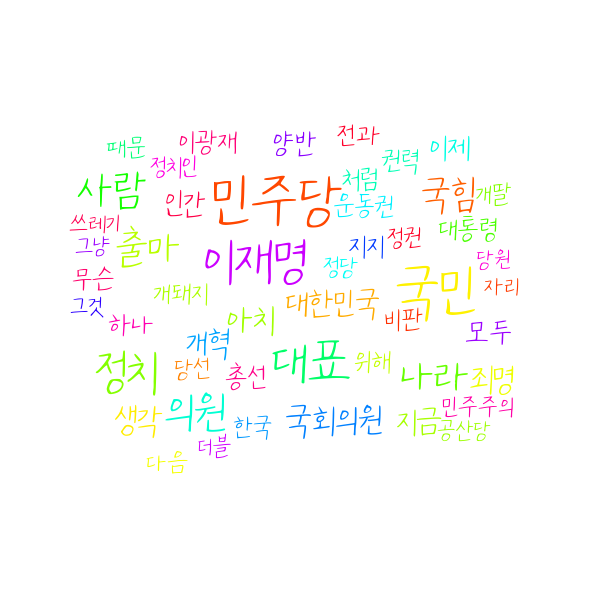 때문 이광재 양반 전과 이제
정치인 처럼 권력
사람 인간 민주당 운동권 국힘 개딸
쓰레기 출마 대통령
그냥 이재명 지지 정권 당원
무슨 정당 국민 자리
그것 개돼지 대한민국 비판
하나 아치 모두
개혁
정치 당선 총선 대표 위해 나라 죄명
생각 의원 한국 국회의원 지금 민주주의
더블 공산당
다음